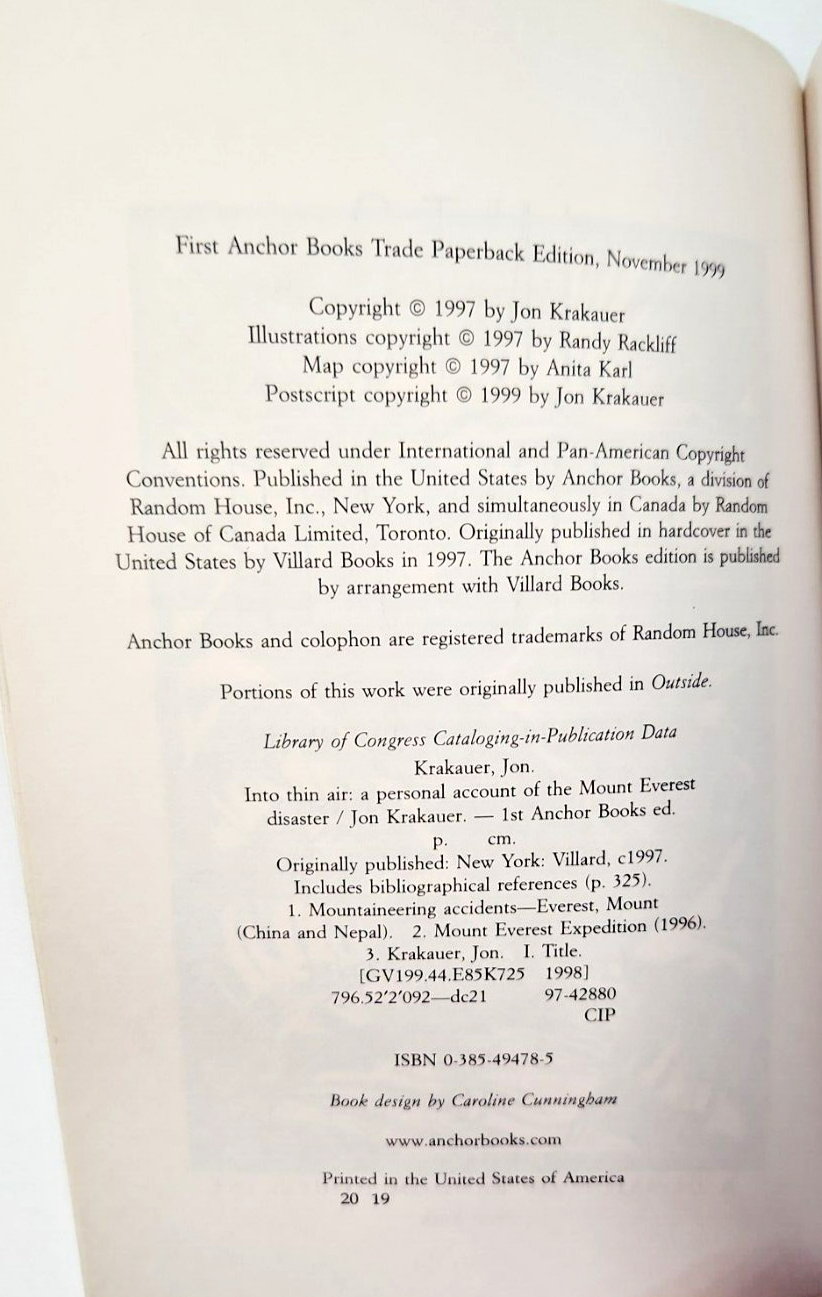 First Anchor Books Trade Paperback Edition, November 1999
Copyright © 1997 by Jon Krakauer
Illustrations copyright © 1997 by Randy Rackliff
Map copyright © 1997 by Anita Karl
Postscript copyright © 1999 by Jon Krakauer
All rights reserved under International and Pan-American Copyright
Conventions. Published in the United States by Anchor Books, a division of
Random House, Inc., New York, and simultaneously in Canada by Random
House of Canada Limited, Toronto. Originally published in hardcover in the
United States by Villard Books in 1997. The Anchor Books edition is published
by arrangement with Villard Books.
Anchor Books and colophon are registered trademarks of Random House, Inc.
Portions of this work were originally published in Outside.
Library of Congress Cataloging-in-Publication Data
Krakauer, Jon.
Into thin air: a personal account of the Mount Everest
disaster / Jon Krakauer. — 1st Anchor Books ed.
p. cm.
Originally published: New York: Villard, c1997.
Includes bibliographical references (p. 325).
1. Mountaineering accidents—Everest, Mount
(China and Nepal). 2. Mount Everest Expedition (1996).
3. Krakauer, Jon. I. Title.
[GV199.44.E85K725 1998]
796.52′2′092—dc21 97-42880
CIP
ISBN 0-385-49478-5
Book design by Caroline Cunningham
www.anchorbooks.com
Printed in the United States of America
20 19